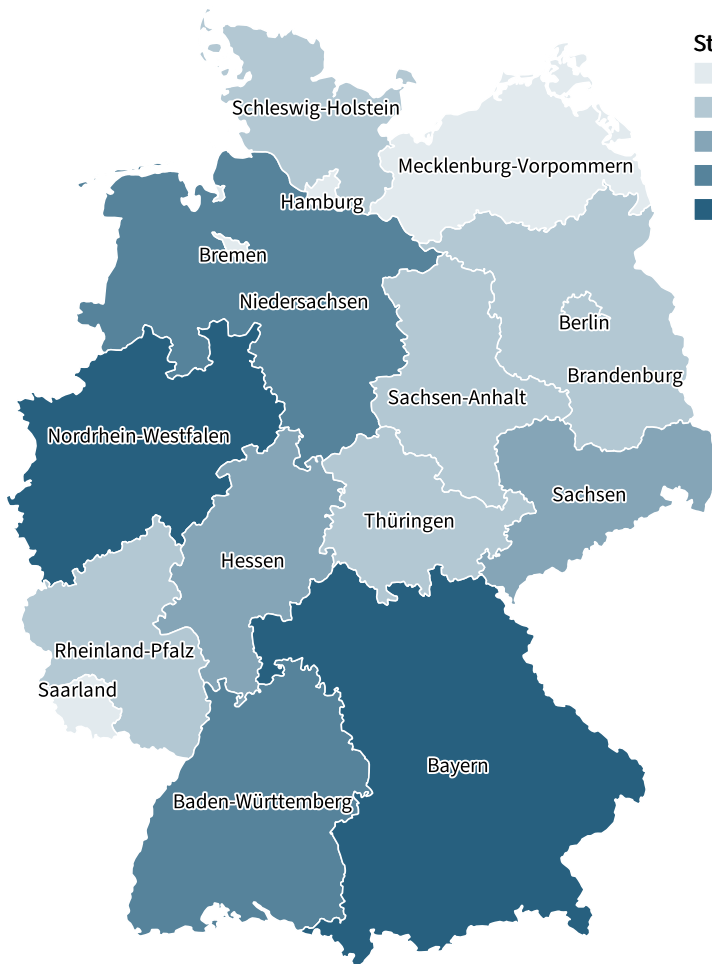 St
Schleswig-Holstein
Mecklenburg-Vorpommern
Hamburg
Bremen
Niedersachsen
Berlin
Brandenburg
Sachsen-Anhalt
Nordrhein-Westfalen
Sachsen
Thüringen
Hessen
Rheinland-Pfalz
Saarland
Bayern
Baden-Württemberg